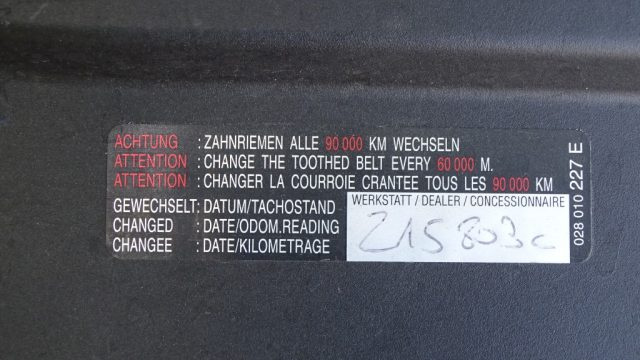 ACHTUNG : ZAHNRIEMEN ALLE 90 000 KM WECHSELN
ATTENTION : CHANGE THE TOOTHED BELT EVERY 60 000 M.
ATTENTION : CHANGER LA COURROIE CRANTEE TOUS LES 90 000 KM
GEWECHSELT: DATUM/TACHOSTAND
CHANGED : DATE/ODOM.READING
CHANGEE : DATE/KILOMETRAGE
WERKSTATT / DEALER / CONCESSIONNAIRE
215 803
028 010 227 E